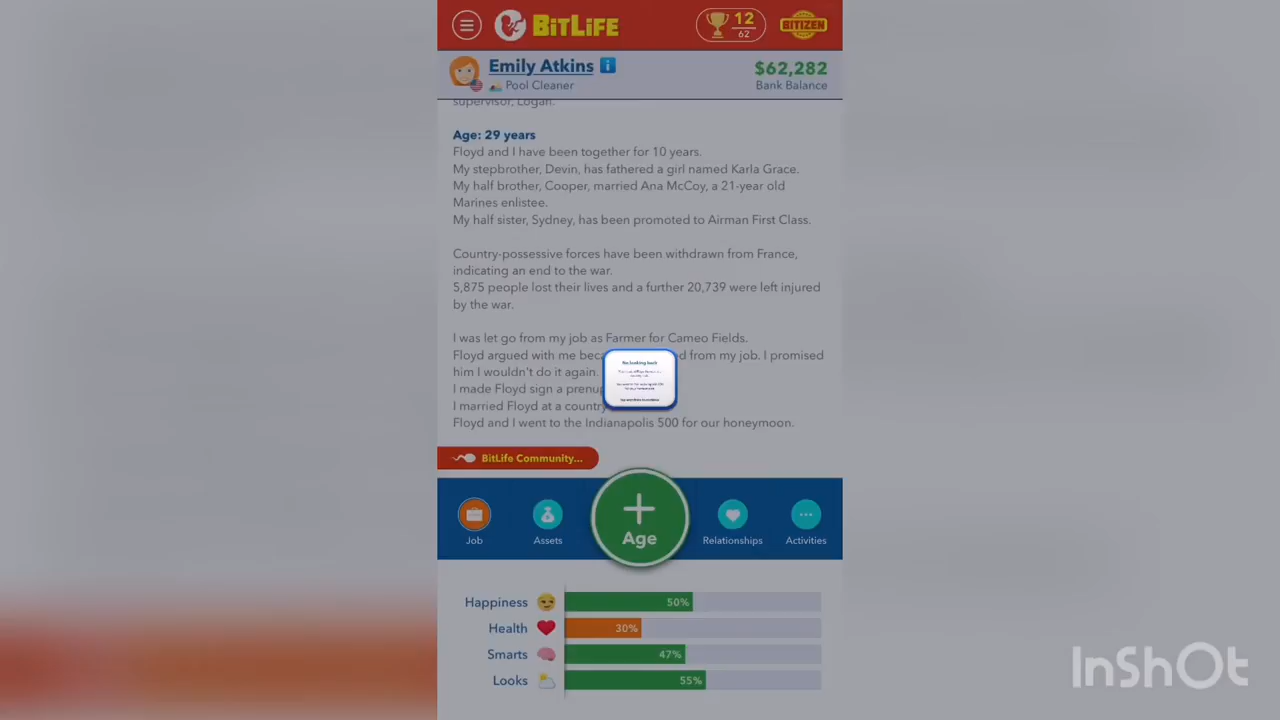 BitLife
12
62
BITIZEN
Emily Atkins
$62,282
Pool Cleaner
Bank Balance
supervisor, Logan.
Age: 29 years
Floyd and I have been together for 10 years.
My stepbrother, Devin, has fathered a girl named Karla Grace.
My half brother, Cooper, married Ana McCoy, a 21-year old
Marines enlistee.
My half sister, Sydney, has been promoted to Airman First Class.
Country-possessive forces have been withdrawn from France,
indicating an end to the war.
5,875 people lost their lives and a further 20,739 were left injured
by the war.
I was let go from my job as Farmer for Cameo Fields.
Floyd argued with me d from my job. I promised
him I wouldn't do it again.
I made Floyd sign a
I married Floyd at a
Floyd and I went to the Indianapolis 500 for our honeymoon.
No looking back
BitLife Community...
Job
Assets
Age
Relationships
Activities
Happiness
50%
Health
30%
Smarts
47%
Looks
55%
InShOt